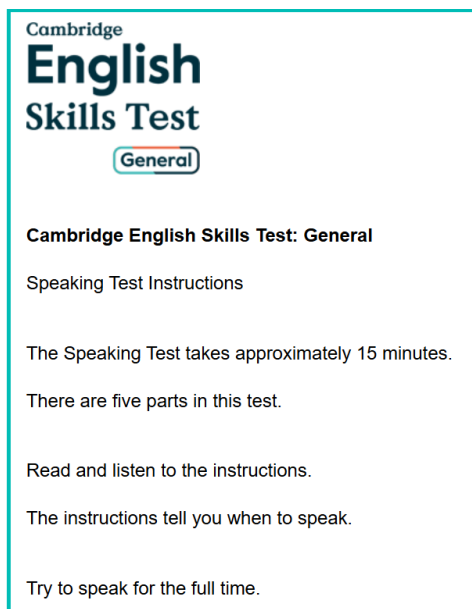 Cambridge
English
Skills Test
General
Cambridge English Skills Test: General
Speaking Test Instructions
The Speaking Test takes approximately 15 minutes.
There are five parts in this test.
Read and listen to the instructions.
The instructions tell you when to speak.
Try to speak for the full time.